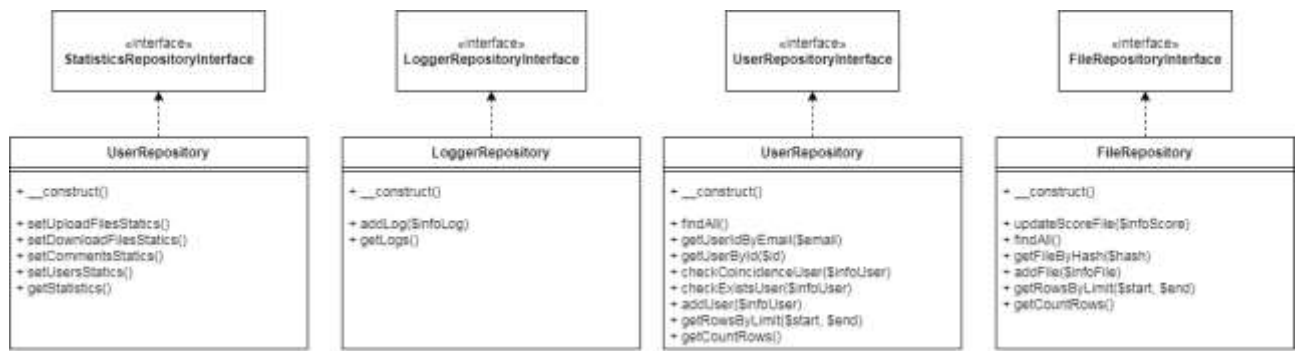 «interface»
StatisticsRepositoryInterface
«interface»
LoggerRepositoryInterface
«interface»
UserRepositoryInterface
«interface»
FileRepositoryInterface
UserRepository
+ __construct()
+ setUploadFilesStatics()
+ setDownloadFilesStatics()
+ setCommentsStatics()
+ setUsersStatics()
+ getStatistics()
LoggerRepository
+ __construct()
+ addLog($infoLog)
+ getLogs()
UserRepository
+ __construct()
+ findAll()
+ getUserIdByEmail($email)
+ getUserById($id)
+ checkCoincidenceUser($infoUser)
+ checkExistsUser($infoUser)
+ addUser($infoUser)
+ getRowsByLimit($start, $end)
+ getCountRows()
FileRepository
+ __construct()
+ updateScoreFile($infoScore)
+ findAll()
+ getFileByHash($hash)
+ addFile($infoFile)
+ getRowsByLimit($start, $end)
+ getCountRows()